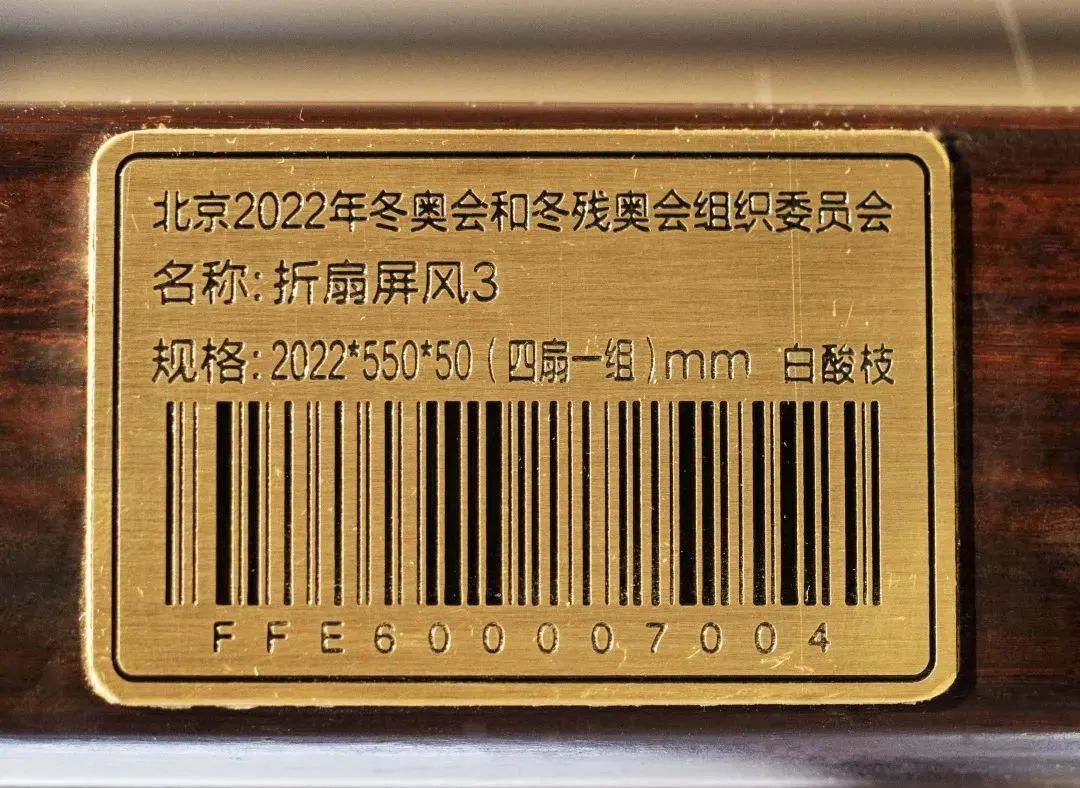 北京2022年冬奥会和冬残奥会组织委员会
名称:折扇屏风3
规格:2022*550*50(四扇一组)mm 白酸枝
FFE600007004